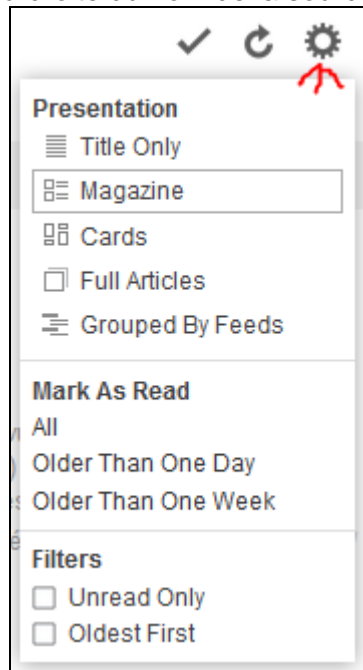 Presentation
Title Only
Magazine
Cards
Full Articles
Grouped By Feeds
Mark As Read
All
Older Than One Day
Older Than One Week
Filters
Unread Only
Oldest First